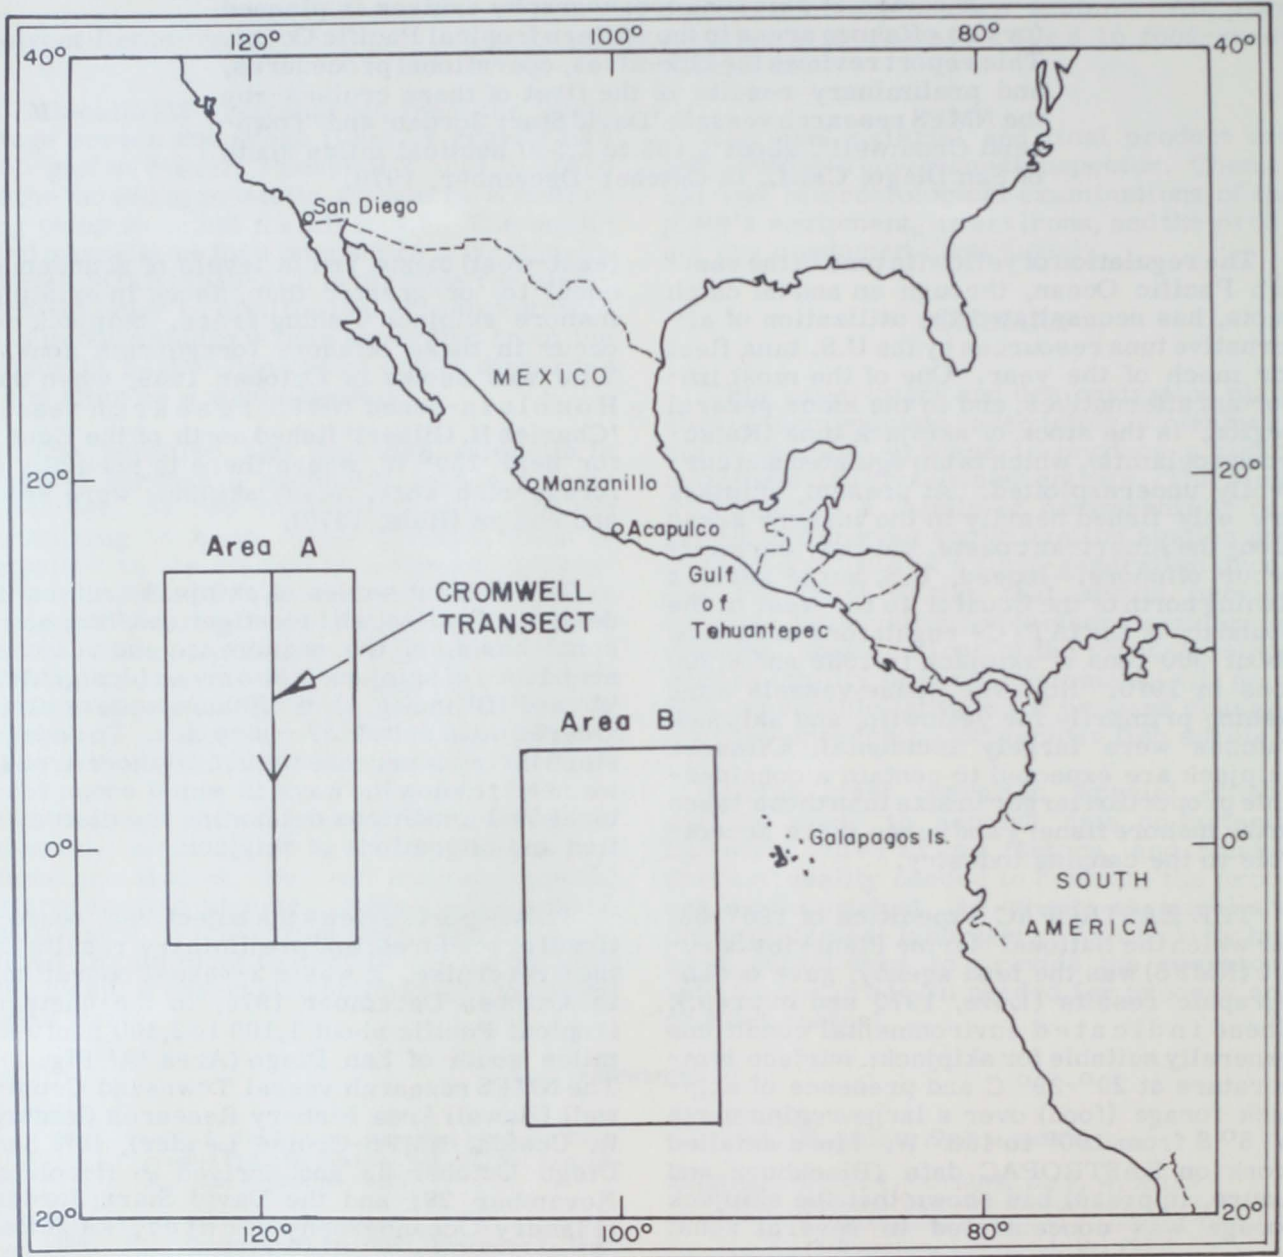 120°
100°
80°
40°
40°
San Diego
MEXICO
20°
Manzanillo
20°
Acapulco
Area A
Gulf
of
Tehuantepec
CROMWELL
TRANSECT
Area B
Galapagos Is.
0°
0°
SOUTH
AMERICA
20°
120°
100°
80°
20°